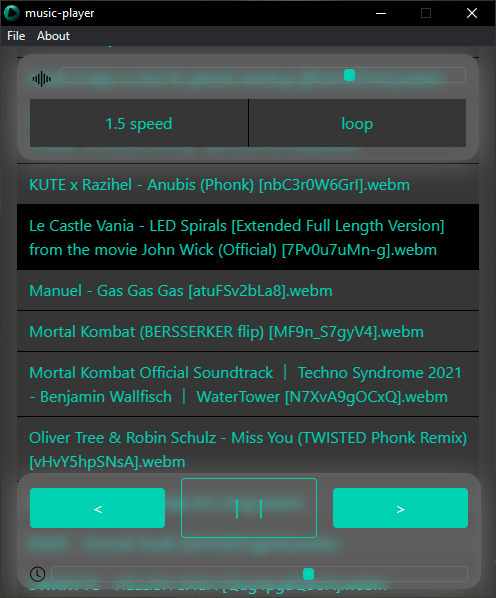 music-player
File About
1.5 speed loop
KUTE x Razihel - Anubis (Phonk) [nbC3r0W6GrI].webm
Le Castle Vania - LED Spirals [Extended Full Length Version]
from the movie John Wick (Official) [7Pv0u7uMn-g].webm
Manuel - Gas Gas Gas [atuFSv2bLa8].webm
Mortal Kombat (BERSSERKER flip) [MF9n_S7gyV4].webm
Mortal Kombat Official Soundtrack ｜ Techno Syndrome 2021
- Benjamin Wallfisch ｜ WaterTower [N7XvA9gOCxQ].webm
Oliver Tree & Robin Schulz - Miss You (TWISTED Phonk Remix)
[vHvY5hpSNsA].webm
< | | >